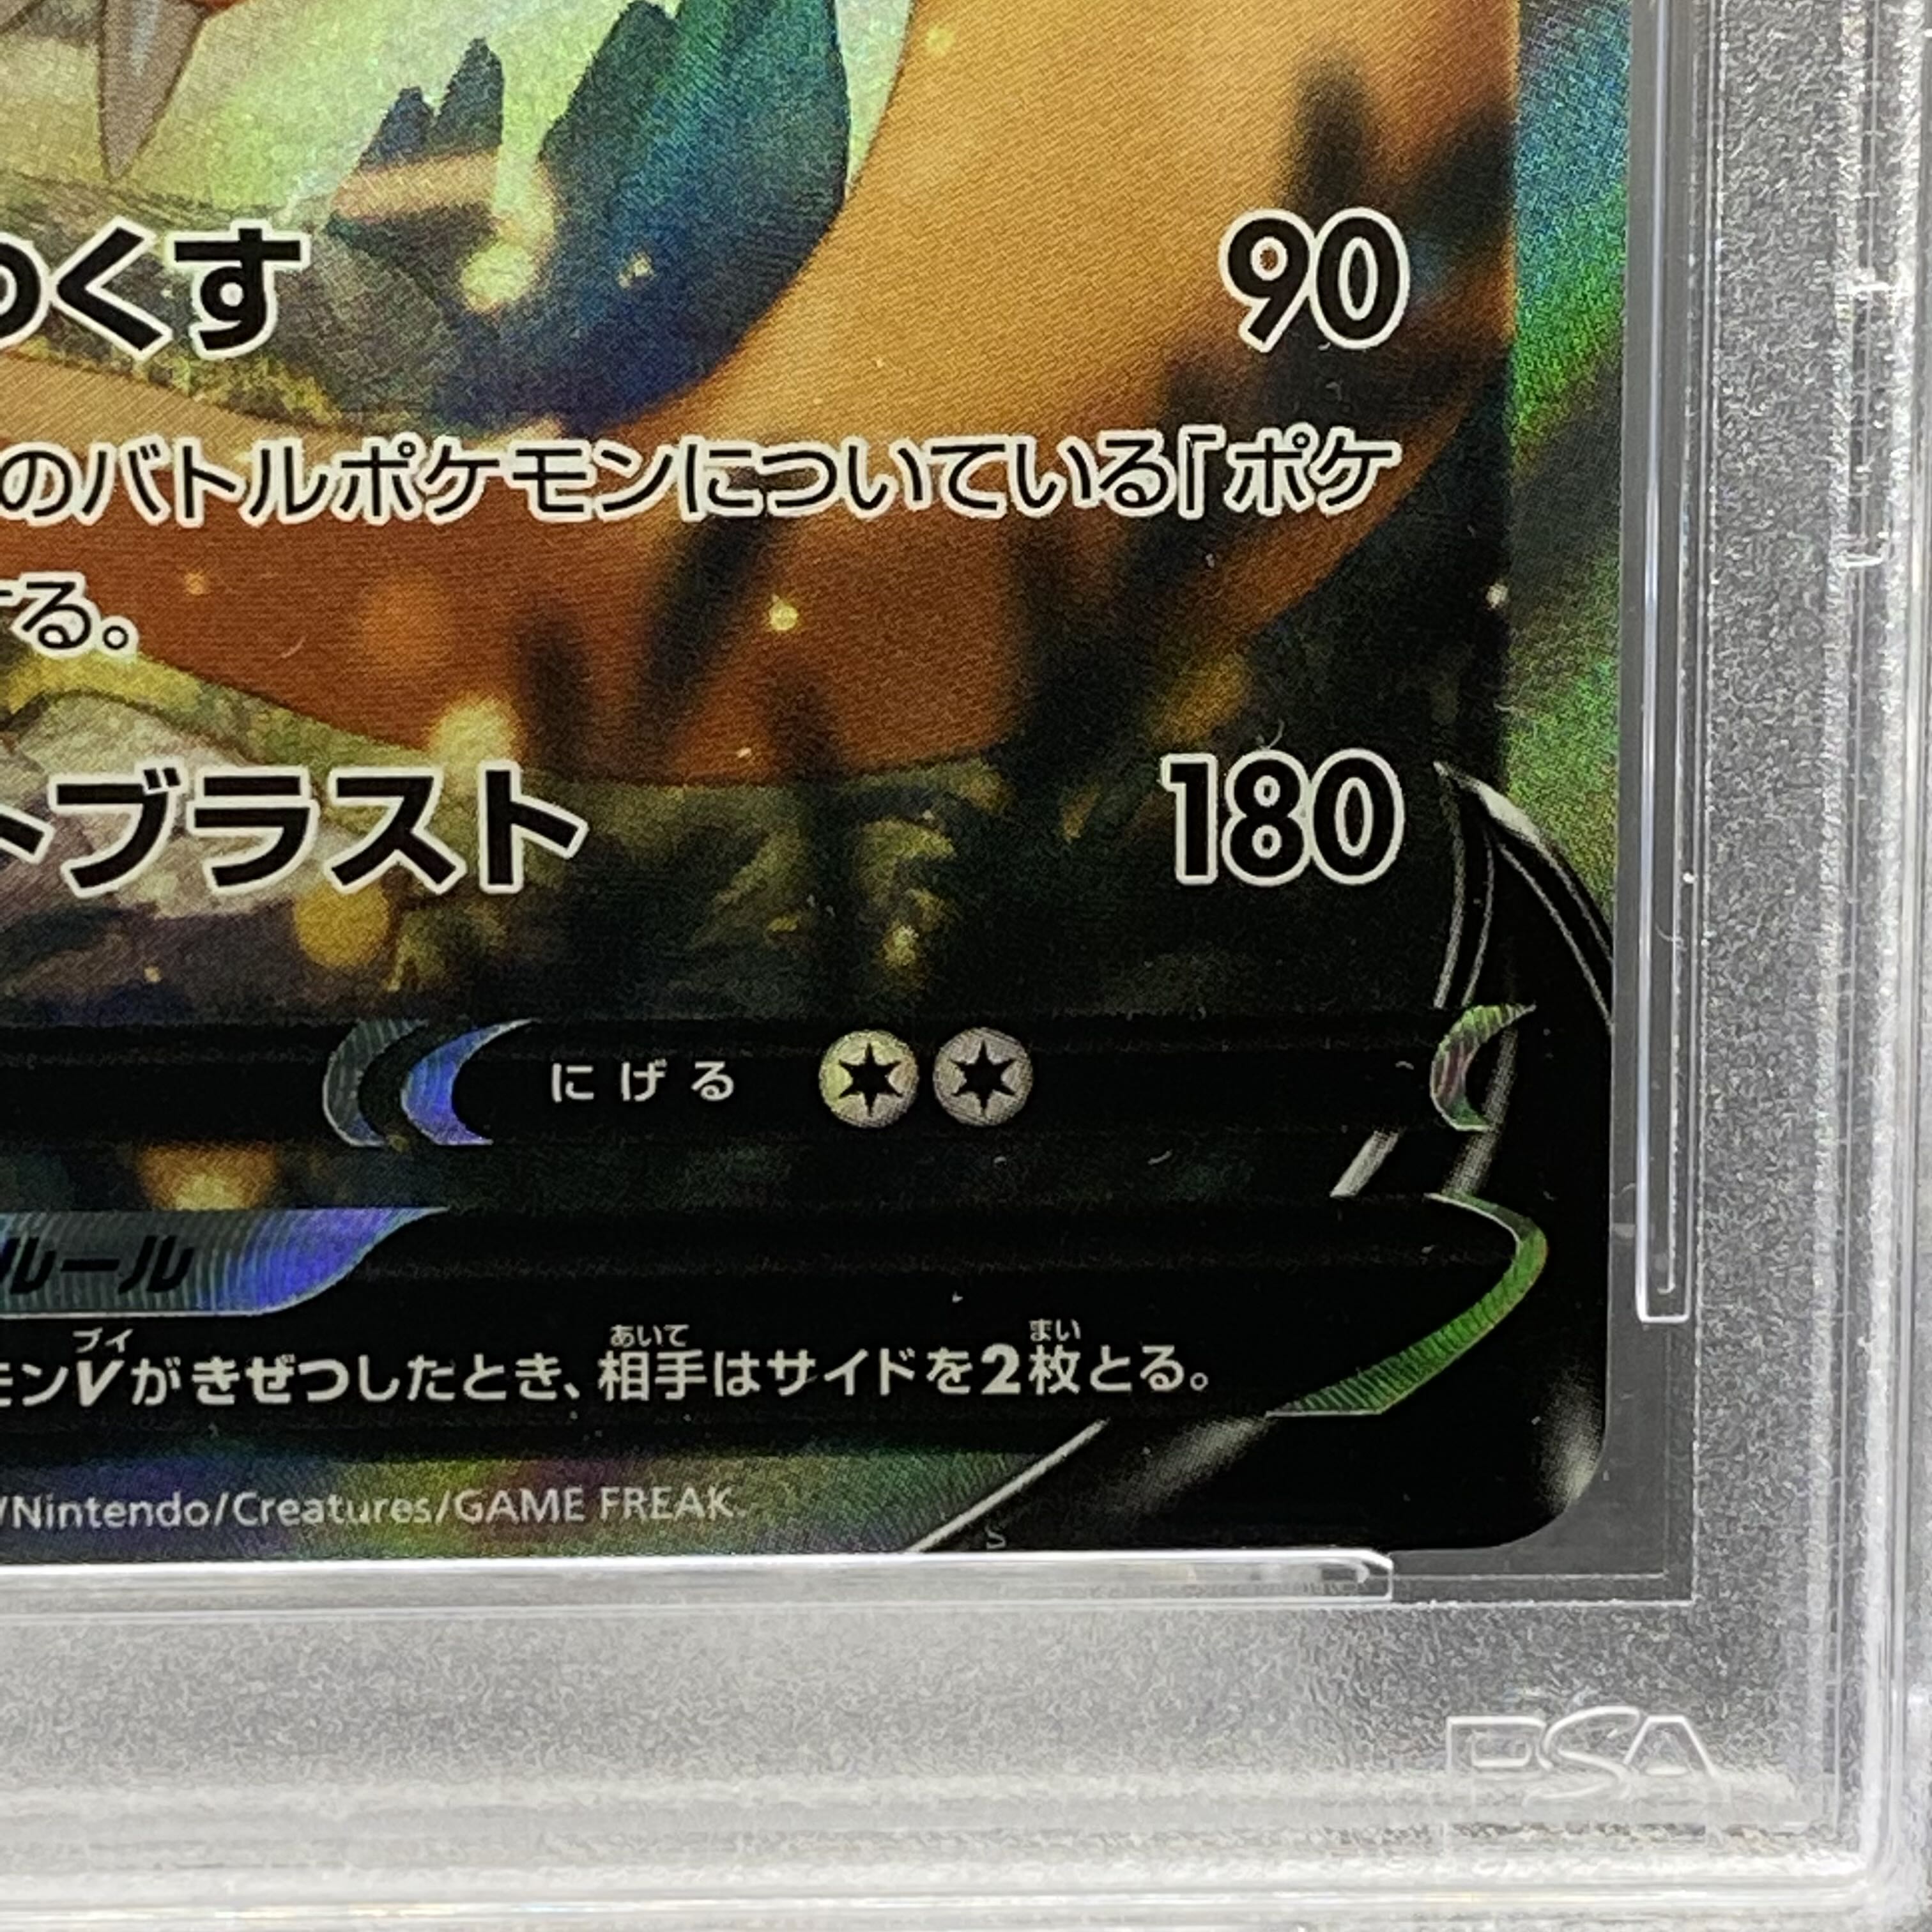 くす 90
のバトルポケモンについている「ポケ
る。
トブラスト 180
にげる
ルール
ブイ あいて まい
モンVがきぜつしたとき、相手はサイドを2枚とる。
/Nintendo/Creatures/GAME FREAK.
PSA